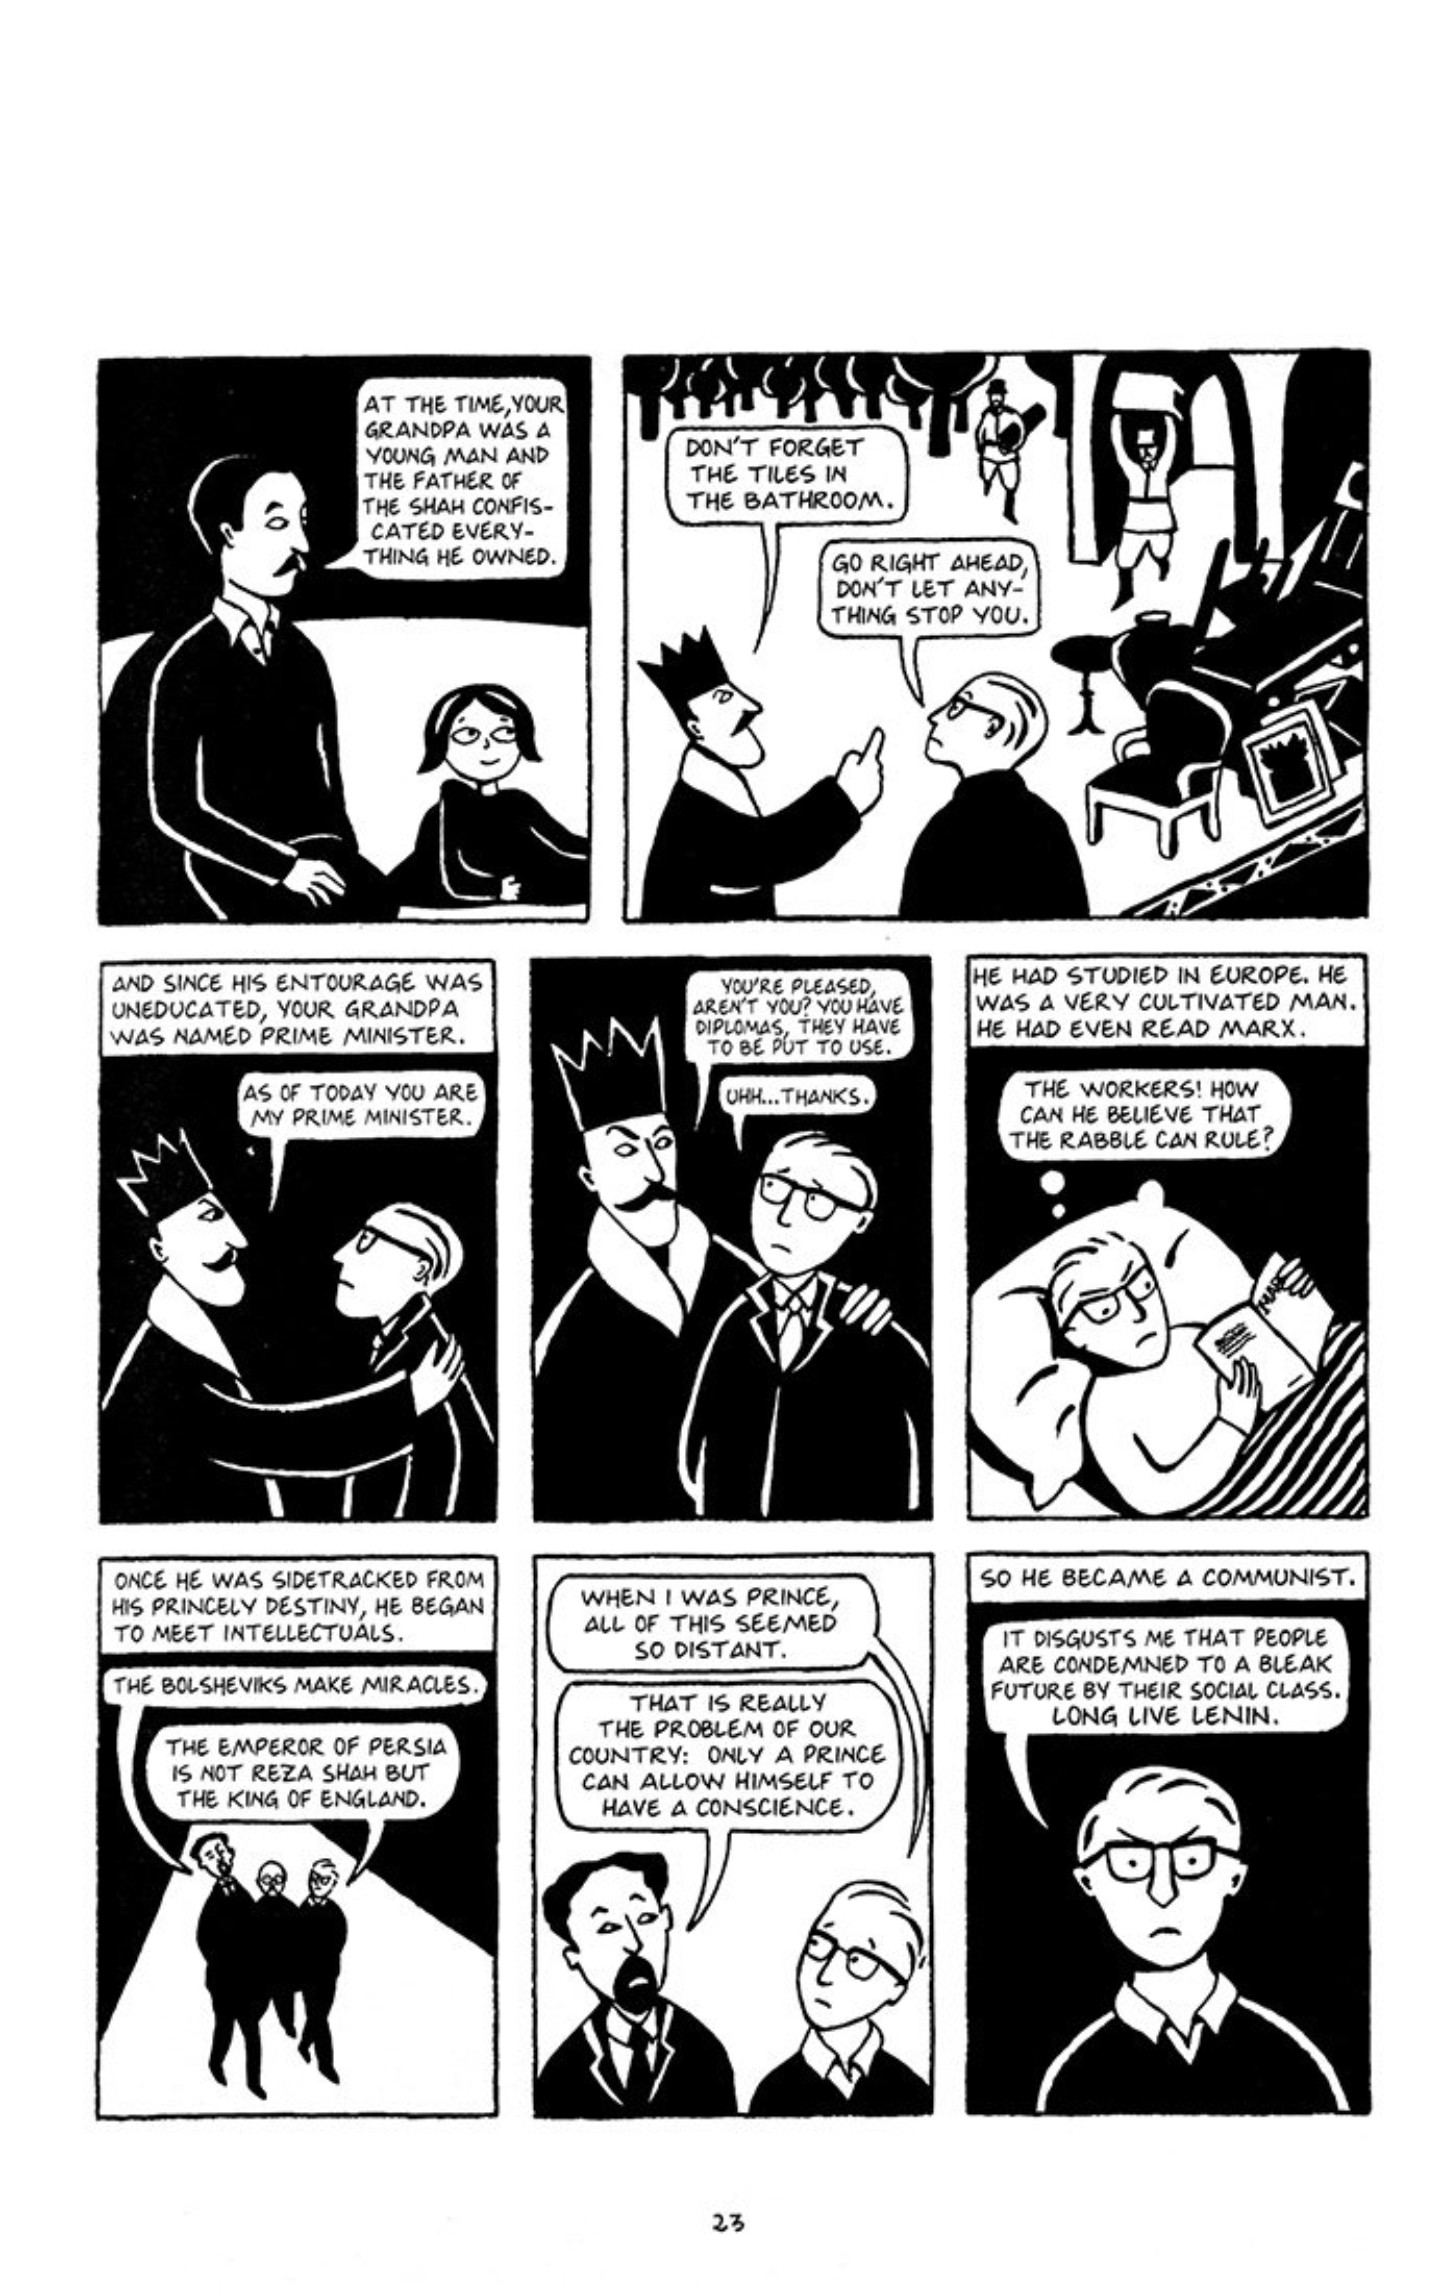 AT THE TIME, YOUR
GRANDPA WAS A
YOUNG MAN AND
THE FATHER OF
THE SHAH CONFIS-
CATED EVERY-
THING HE OWNED.
DON'T FORGET
THE TILES IN
THE BATHROOM.
GO RIGHT AHEAD,
DON'T LET ANY-
THING STOP YOU.
AND SINCE HIS ENTOURAGE WAS
UNEDUCATED, YOUR GRANDPA
WAS NAMED PRIME MINISTER.
AS OF TODAY YOU ARE
MY PRIME MINISTER.
YOU'RE PLEASED,
AREN'T YOU? YOU HAVE
DIPLOMAS, THEY HAVE
TO BE PUT TO USE.
UHH...THANKS.
HE HAD STUDIED IN EUROPE. HE
WAS A VERY CULTIVATED MAN.
HE HAD EVEN READ MARX.
THE WORKERS! HOW
CAN HE BELIEVE THAT
THE RABBLE CAN RULE?
MAR
ONCE HE WAS SIDETRACKED FROM
HIS PRINCELY DESTINY, HE BEGAN
TO MEET INTELLECTUALS.
THE BOLSHEVIKS MAKE MIRACLES.
THE EMPEROR OF PERSIA
IS NOT REZA SHAH BUT
THE KING OF ENGLAND.
WHEN I WAS PRINCE,
ALL OF THIS SEEMED
SO DISTANT.
THAT IS REALLY
THE PROBLEM OF OUR
COUNTRY: ONLY A PRINCE
CAN ALLOW HIMSELF TO
HAVE A CONSCIENCE.
SO HE BECAME A COMMUNIST.
IT DISGUSTS ME THAT PEOPLE
ARE CONDEMNED TO A BLEAK
FUTURE BY THEIR SOCIAL CLASS.
LONG LIVE LENIN.
23